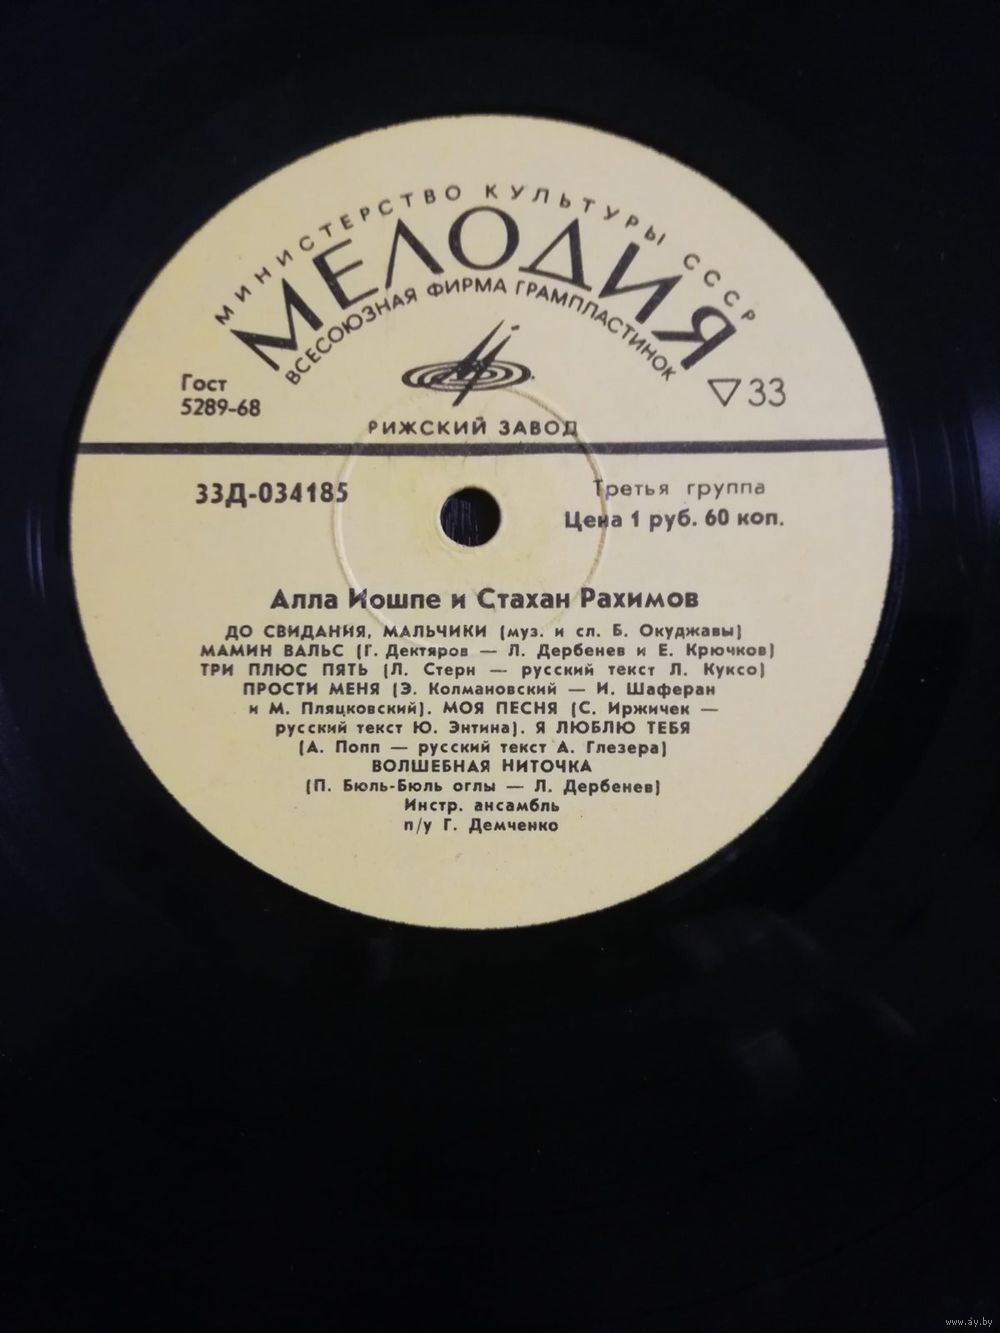 МИНИСТЕРСТВО КУЛЬТУРЫ СССР
МЕЛОДИЯ
ВСЕСОЮЗНАЯ ФИРМА ГРАМПЛАСТИНОК
Гост
5289-68
33
РИЖСКИЙ ЗАВОД
33Д-034185
Третья группа
Цена 1 руб. 60 коп.
Алла Иошпе и Стахан Рахимов
ДО СВИДАНИЯ, МАЛЬЧИКИ (муз. и сл. Б. Окуджавы)
МАМИН ВАЛЬС (Г. Дектяров — Л. Дербенев и Е. Крючков)
ТРИ ПЛЮС ПЯТЬ (Л. Стерн — русский текст Л. Куксо)
ПРОСТИ МЕНЯ (Э. Колмановский — И. Шаферан
и М. Пляцковский). МОЯ ПЕСНЯ (С. Иржичек —
русский текст Ю. Энтина). Я ЛЮБЛЮ ТЕБЯ
(А. Попп — русский текст А. Глезера)
ВОЛШЕБНАЯ НИТОЧКА
(П. Бюль-Бюль оглы — Л. Дербенев)
Инстр. ансамбль
п/у Г. Демченко
www.ay.by